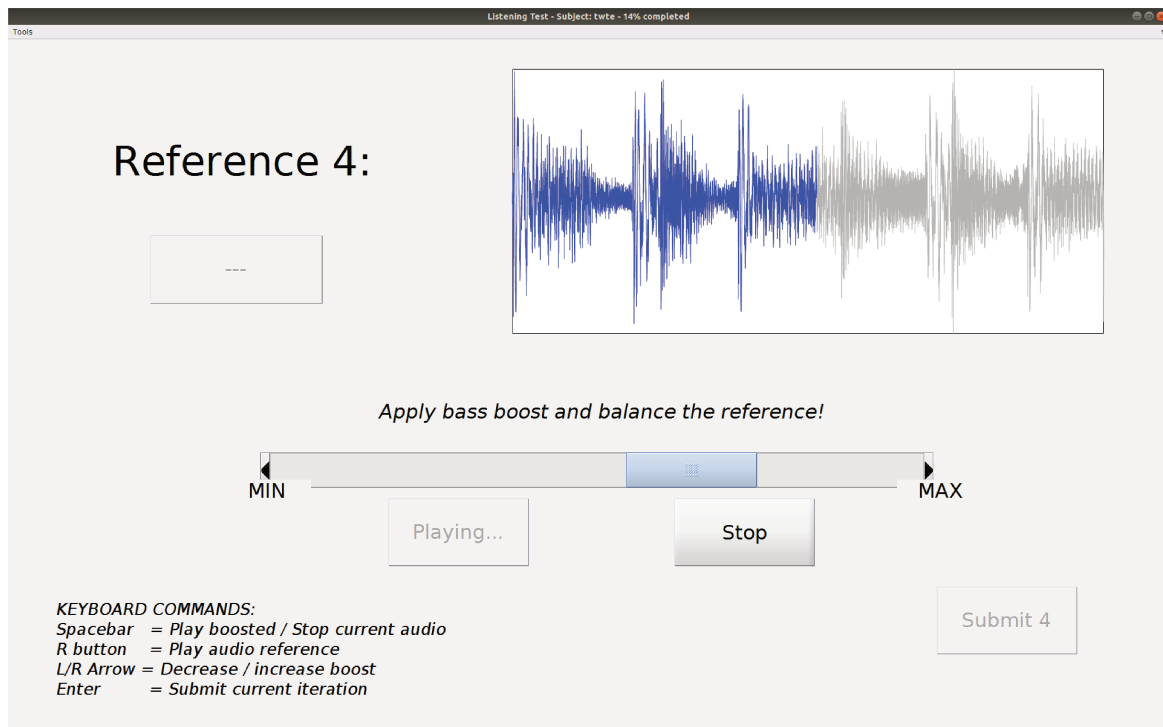 Listening Test - Subject: twte - 14% completed
Tools
Reference 4:
---
Apply bass boost and balance the reference!
MIN
MAX
Playing...
Stop
Submit 4
KEYBOARD COMMANDS:
Spacebar = Play boosted / Stop current audio
R button = Play audio reference
L/R Arrow = Decrease / increase boost
Enter = Submit current iteration